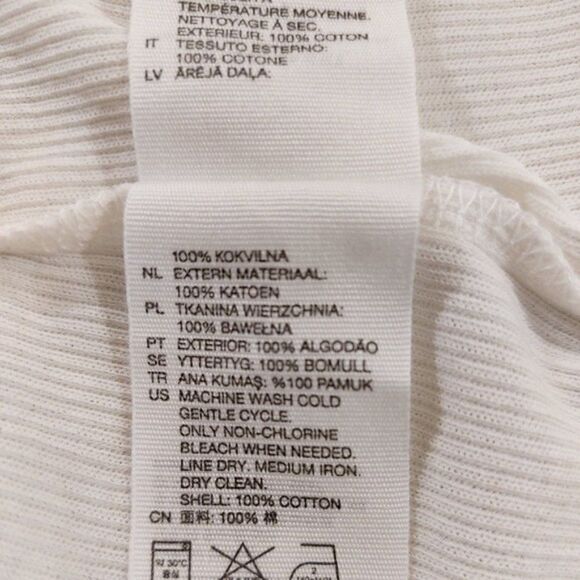 TEMPÉRATURE MOYENNE.
NETTOYAGE À SEC.
EXTERIEUR: 100% COTON
IT TESSUTO ESTERNO:
100% COTONE
LV ĀRĒJĀ DAĻA:
100% KOKVILNA
NL EXTERN MATERIAAL:
100% KATOEN
PL TKANINA WIERZCHNIA:
100% BAWEŁNA
PT EXTERIOR: 100% ALGODÃO
SE YTTERTYG: 100% BOMULL
TR ANA KUMAŞ: %100 PAMUK
US MACHINE WASH COLD
GENTLE CYCLE.
ONLY NON-CHLORINE
BLEACH WHEN NEEDED.
LINE DRY. MEDIUM IRON.
DRY CLEAN.
SHELL: 100% COTTON
CN 面料: 100% 棉